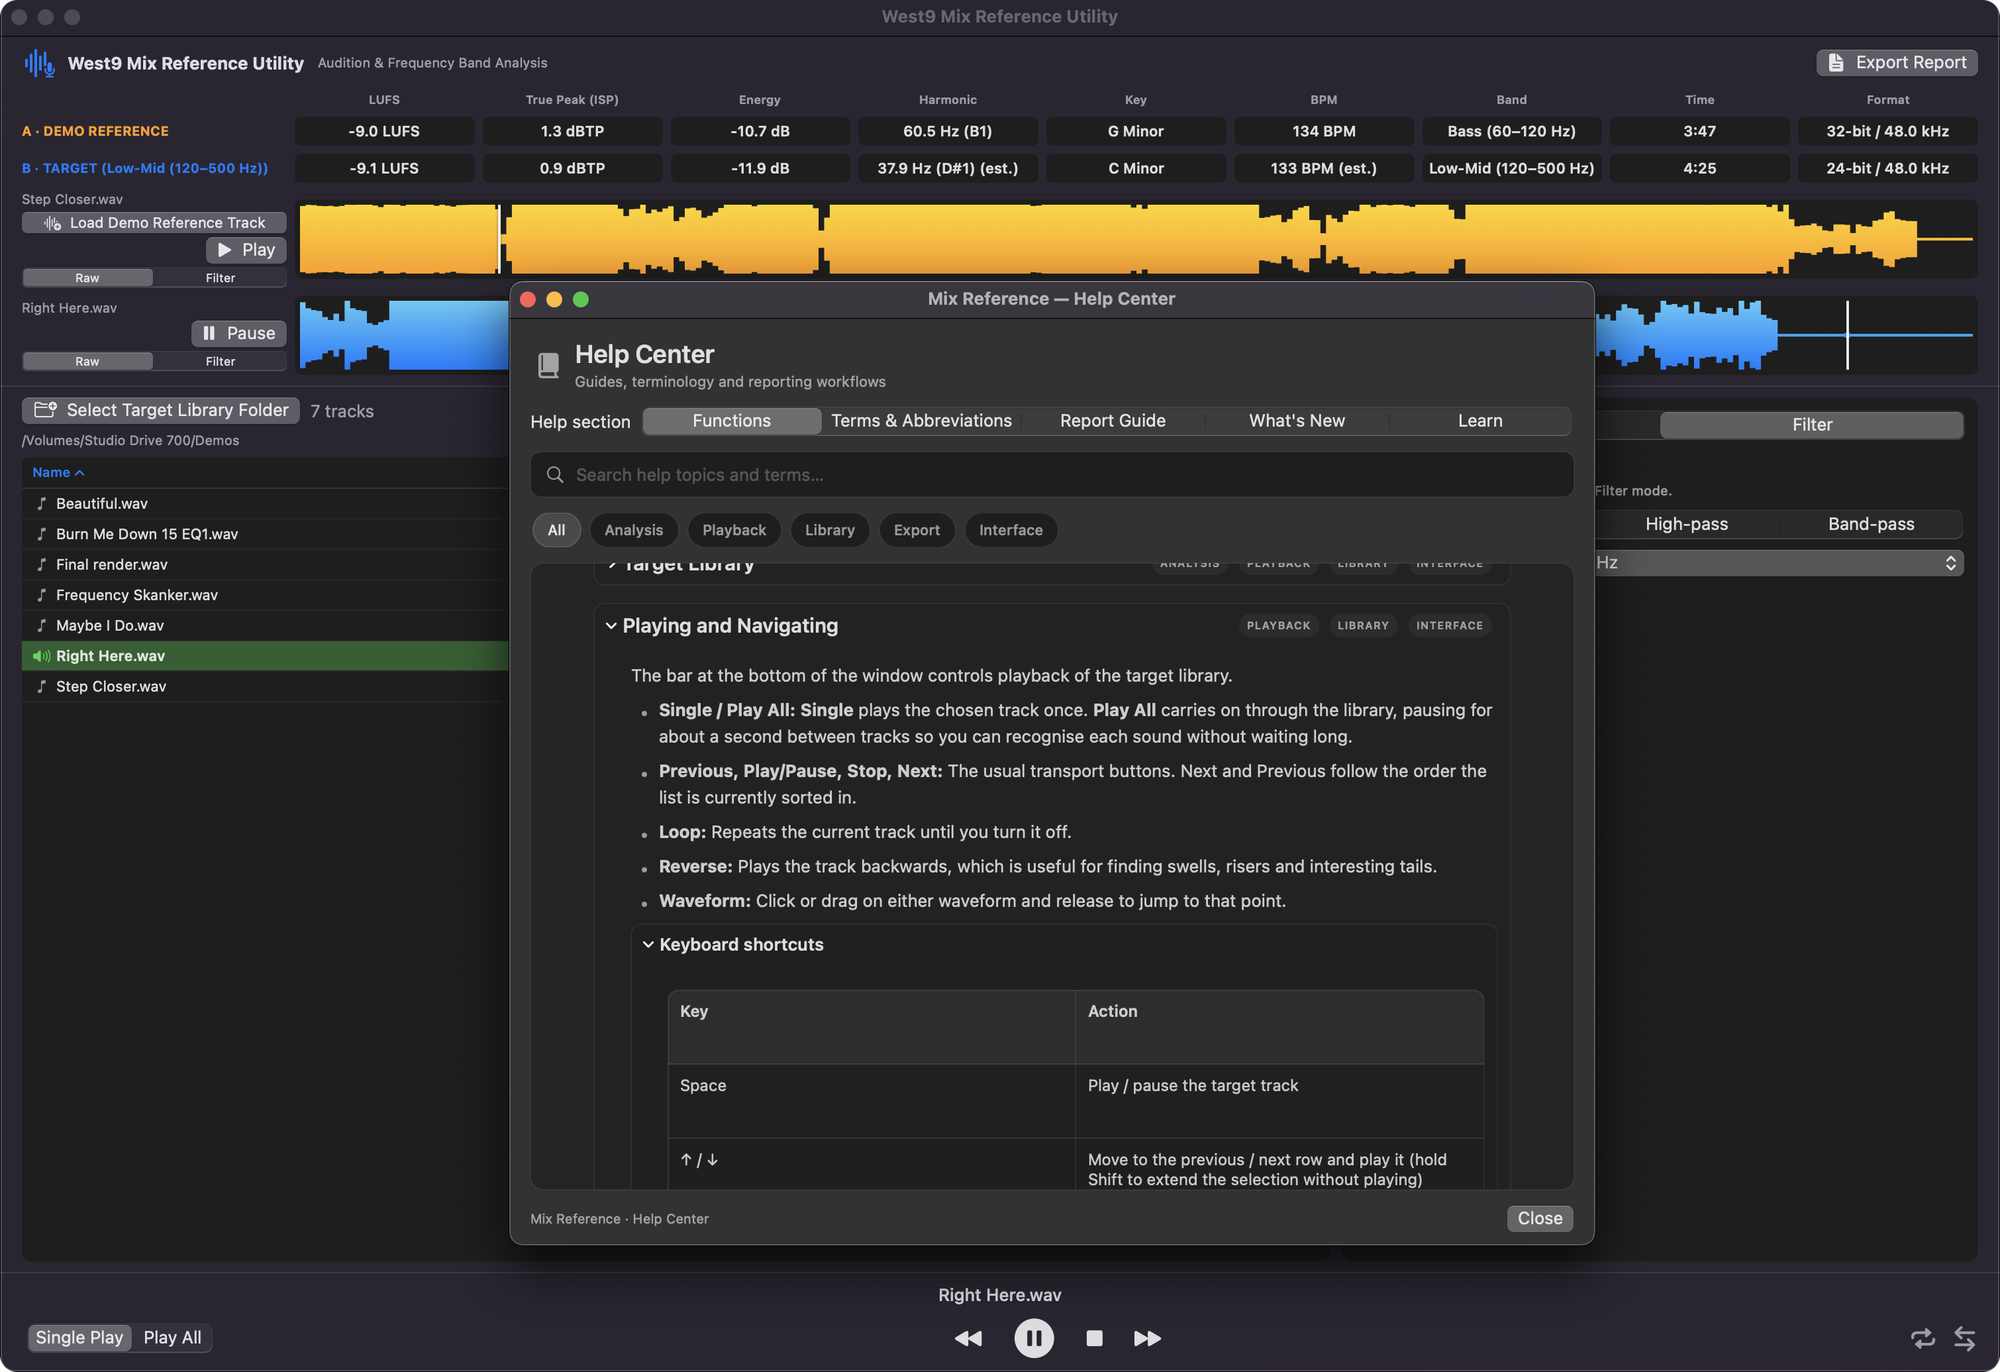 West9 Mix Reference Utility
West9 Mix Reference Utility
Audition & Frequency Band Analysis
Export Report
LUFS
True Peak (ISP)
Energy
Harmonic
Key
BPM
Band
Time
Format
A · DEMO REFERENCE
-9.0 LUFS
1.3 dBTP
-10.7 dB
60.5 Hz (B1)
G Minor
134 BPM
Bass (60–120 Hz)
3:47
32-bit / 48.0 kHz
B · TARGET (Low-Mid (120–500 Hz))
-9.1 LUFS
0.9 dBTP
-11.9 dB
37.9 Hz (D#1) (est.)
C Minor
133 BPM (est.)
Low-Mid (120–500 Hz)
4:25
24-bit / 48.0 kHz
Step Closer.wav
Load Demo Reference Track
Play
Raw
Filter
Right Here.wav
Pause
Raw
Filter
Select Target Library Folder
7 tracks
/Volumes/Studio Drive 700/Demos
Name
Beautiful.wav
Burn Me Down 15 EQ1.wav
Final render.wav
Frequency Skanker.wav
Maybe I Do.wav
Right Here.wav
Step Closer.wav
Mix Reference — Help Center
Help Center
Guides, terminology and reporting workflows
Help section
Functions
Terms & Abbreviations
Report Guide
What's New
Learn
Search help topics and terms...
All
Analysis
Playback
Library
Export
Interface
Target Library
ANALYSIS
PLAYBACK
LIBRARY
INTERFACE
Playing and Navigating
PLAYBACK
LIBRARY
INTERFACE
The bar at the bottom of the window controls playback of the target library.
• Single / Play All: Single plays the chosen track once. Play All carries on through the library, pausing for
about a second between tracks so you can recognise each sound without waiting long.
• Previous, Play/Pause, Stop, Next: The usual transport buttons. Next and Previous follow the order the
list is currently sorted in.
• Loop: Repeats the current track until you turn it off.
• Reverse: Plays the track backwards, which is useful for finding swells, risers and interesting tails.
• Waveform: Click or drag on either waveform and release to jump to that point.
Keyboard shortcuts
Key
Action
Space
Play / pause the target track
↑ / ↓
Move to the previous / next row and play it (hold
Shift to extend the selection without playing)
Mix Reference · Help Center
Close
Filter
Filter mode.
High-pass
Band-pass
Hz
Right Here.wav
Single Play
Play All